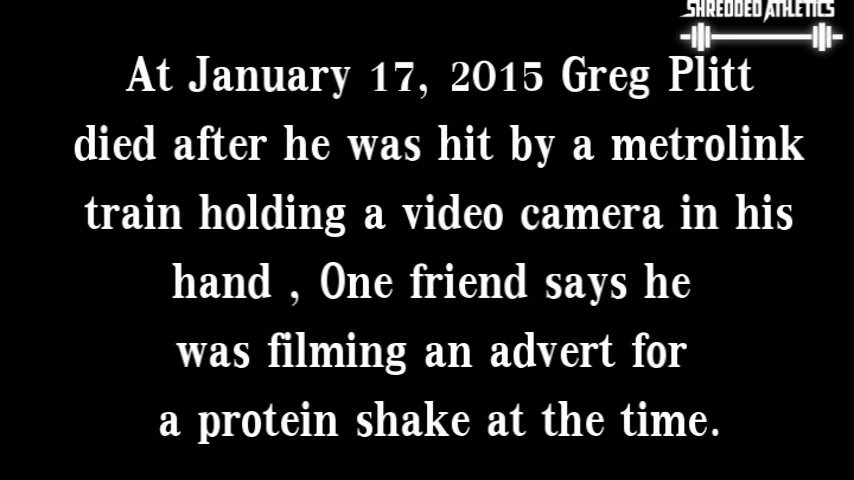 SHREDDED ATHLETICS
At January 17, 2015 Greg Plitt
died after he was hit by a metrolink
train holding a video camera in his
hand , One friend says he
was filming an advert for
a protein shake at the time.